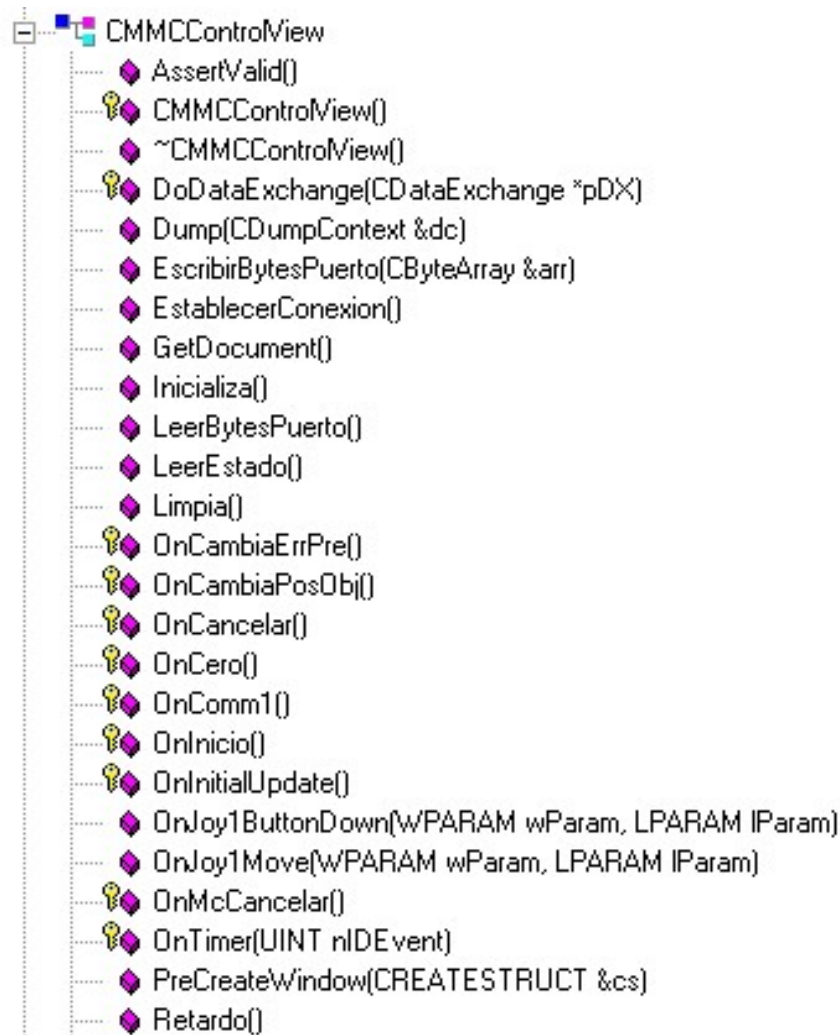 CMMCControlView
AssertValid()
CMMCControlView()
~CMMCControlView()
DoDataExchange(CDataExchange *pDX)
Dump(CDumpContext &dc)
EscribirBytesPuerto(CByteArray &arr)
EstablecerConexion()
GetDocument()
Inicializa()
LeerBytesPuerto()
LeerEstado()
Limpia()
OnCambiaErrPre()
OnCambiaPosObj()
OnCancelar()
OnCero()
OnComm1()
OnInicio()
OnInitialUpdate()
OnJoy1ButtonDown(WPARAM wParam, LPARAM lParam)
OnJoy1Move(WPARAM wParam, LPARAM lParam)
OnMcCancelar()
OnTimer(UINT nIDEvent)
PreCreateWindow(CREATESTRUCT &cs)
Retardo()